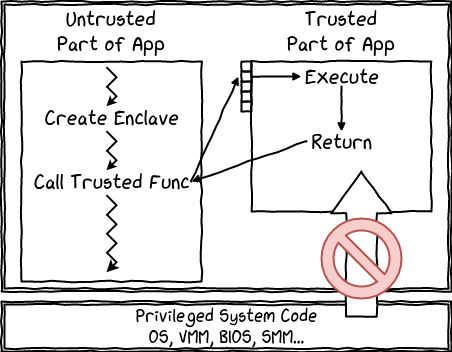 Untrusted
Part of App
Trusted
Part of App
Execute
Create Enclave
Return
Call Trusted Func
Privileged System Code
OS, VMM, BIOS, SMM...